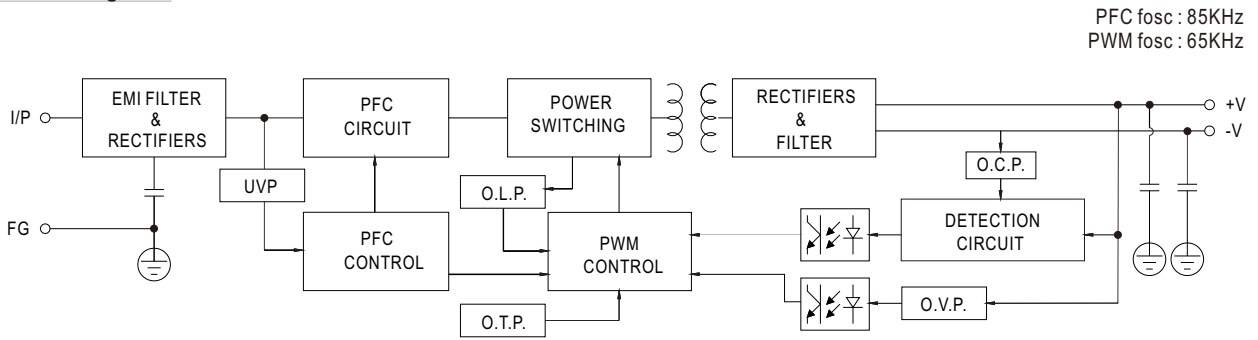 PFC fosc : 85KHz
PWM fosc : 65KHz
I/P
EMI FILTER
&
RECTIFIERS
PFC
CIRCUIT
POWER
SWITCHING
RECTIFIERS
&
FILTER
+V
-V
UVP
O.L.P.
O.C.P.
FG
PFC
CONTROL
PWM
CONTROL
DETECTION
CIRCUIT
O.T.P.
O.V.P.